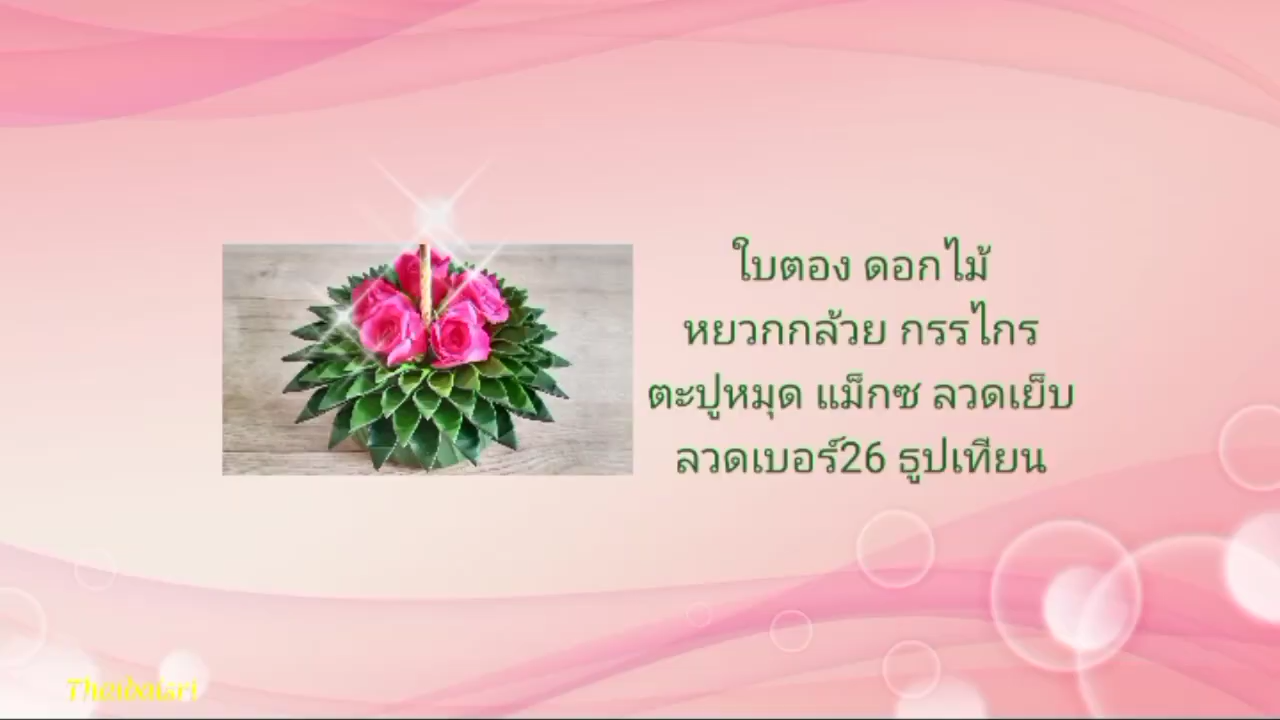 ใบตอง ดอกไม้
หยวกกล้วย กรรไกร
ตะปูหมุด แม็กซ ลวดเย็บ
ลวดเบอร์26 ธูปเทียน
Thaibaisri